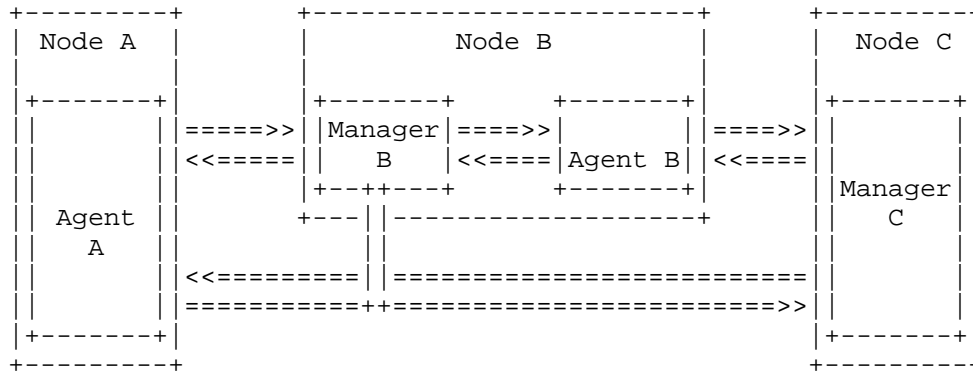 +---------+       +------------------------+      +---------
| Node A  |       |         Node B         |      |  Node C
|         |       |                        |      |
|+-------+|       |+-------+      +-------+|      |+-------+
||       ||=====>>||Manager|====>>|       ||====>>||       |
||       ||<<=====||   B   |<<====|Agent B||<<====||       |
||       ||       |+--++---+      +-------+|      ||Manager|
|| Agent ||       +---||-------------------+      ||   C   |
||   A   ||           ||                          ||       |
||       ||<<=========||==========================||       |
||       ||===========++========================>>||       |
|+-------+|                                       |+-------+
+---------+                                       +---------